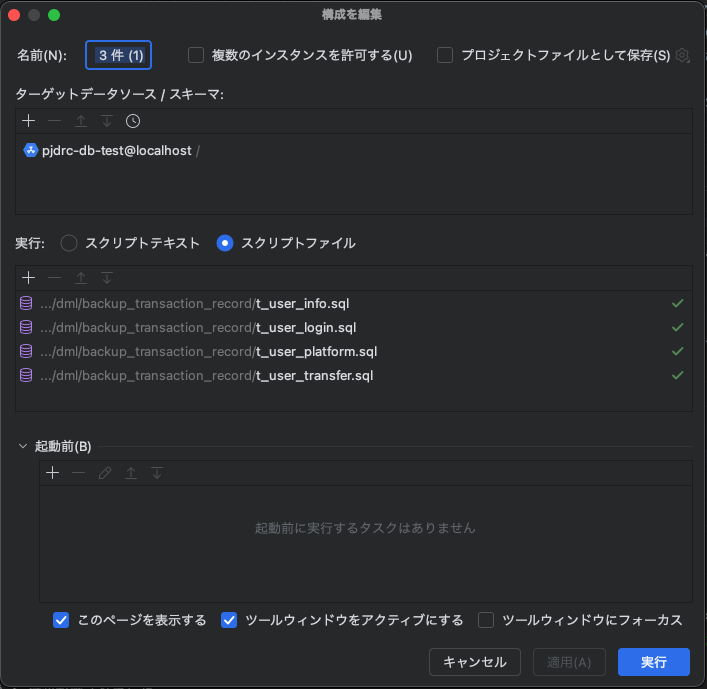 構成を編集
名前(N): 3 件 (1) 複数のインスタンスを許可する(U) プロジェクトファイルとして保存(S)
ターゲットデータソース / スキーマ:
pjdrc-db-test@localhost /
実行: スクリプトテキスト スクリプトファイル
.../dml/backup_transaction_record/t_user_info.sql
.../dml/backup_transaction_record/t_user_login.sql
.../dml/backup_transaction_record/t_user_platform.sql
.../dml/backup_transaction_record/t_user_transfer.sql
起動前(B)
起動前に実行するタスクはありません
このページを表示する ツールウィンドウをアクティブにする ツールウィンドウにフォーカス
キャンセル 適用(A) 実行